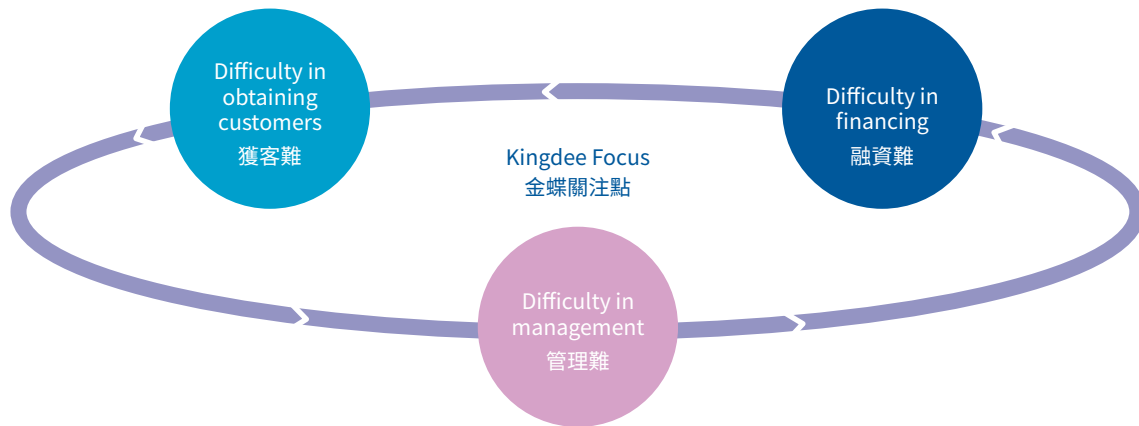 Difficulty in
obtaining
customers
獲客難
Difficulty in
financing
融資難
Kingdee Focus
金蝶關注點
Difficulty in
management
管理難